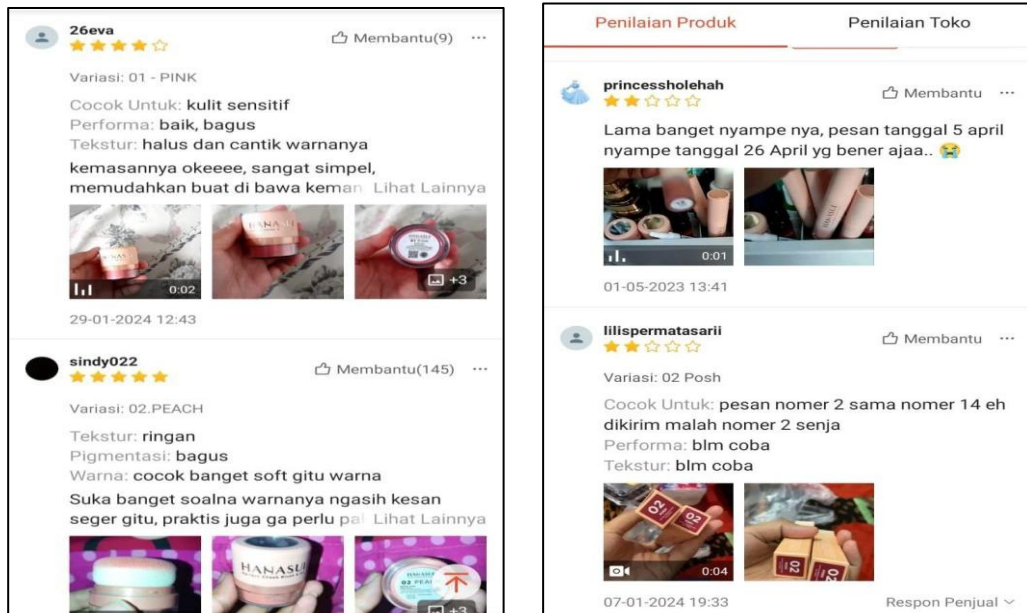 26eva
Membantu(9)
Variasi: 01 - PINK
Cocok Untuk: kulit sensitif
Performa: baik, bagus
Tekstur: halus dan cantik warnanya
kemasannya okeeee, sangat simpel,
memudahkan buat di bawa keman Lihat Lainnya
HANASUI
0:02
+3
29-01-2024 12:43
sindy022
Membantu(145)
Variasi: 02.PEACH
Tekstur: ringan
Pigmentasi: bagus
Warna: cocok banget soft gitu warna
Suka banget soalna warnanya ngasih kesan
seger gitu, praktis juga ga perlu Lihat Lainnya
HANASUI
+3
Penilaian Produk
Penilaian Toko
princessholehah
Membantu
Lama banget nyampe nya, pesan tanggal 5 april
nyampe tanggal 26 April yg bener ajaa.. 😭
0:01
01-05-2023 13:41
lilispermatasarii
Membantu
Variasi: 02 Posh
Cocok Untuk: pesan nomer 2 sama nomer 14 eh
dikirim malah nomer 2 senja
Performa: blm coba
Tekstur: blm coba
02
02
0:04
02
02
07-01-2024 19:33
Respon Penjual